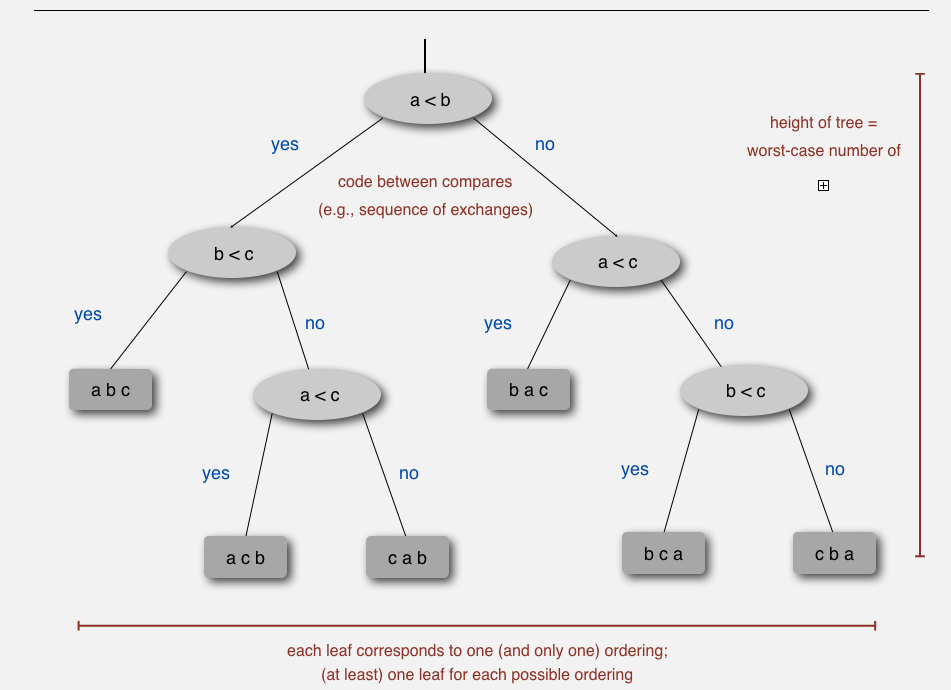 a < b
height of tree =
worst-case number of
yes
no
code between compares
(e.g., sequence of exchanges)
b < c
a < c
yes
no
yes
no
a b c
a < c
b a c
b < c
yes
no
yes
no
a c b
c a b
b c a
c b a
each leaf corresponds to one (and only one) ordering;
(at least) one leaf for each possible ordering